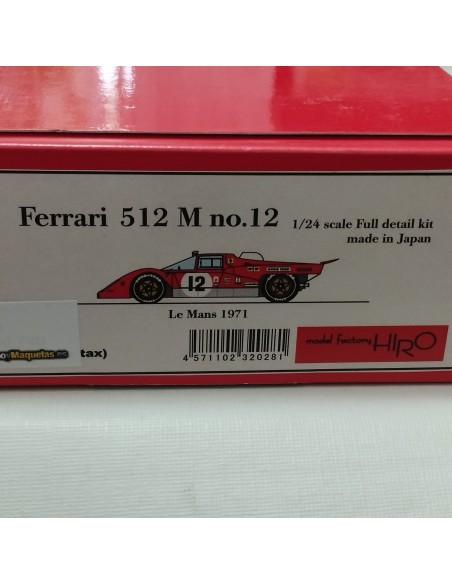 Ferrari 512 M no.12
1/24 scale Full detail kit
made in Japan
12
Le Mans 1971
Maquetas
tax)
4 571102 320281
model factory HIRO